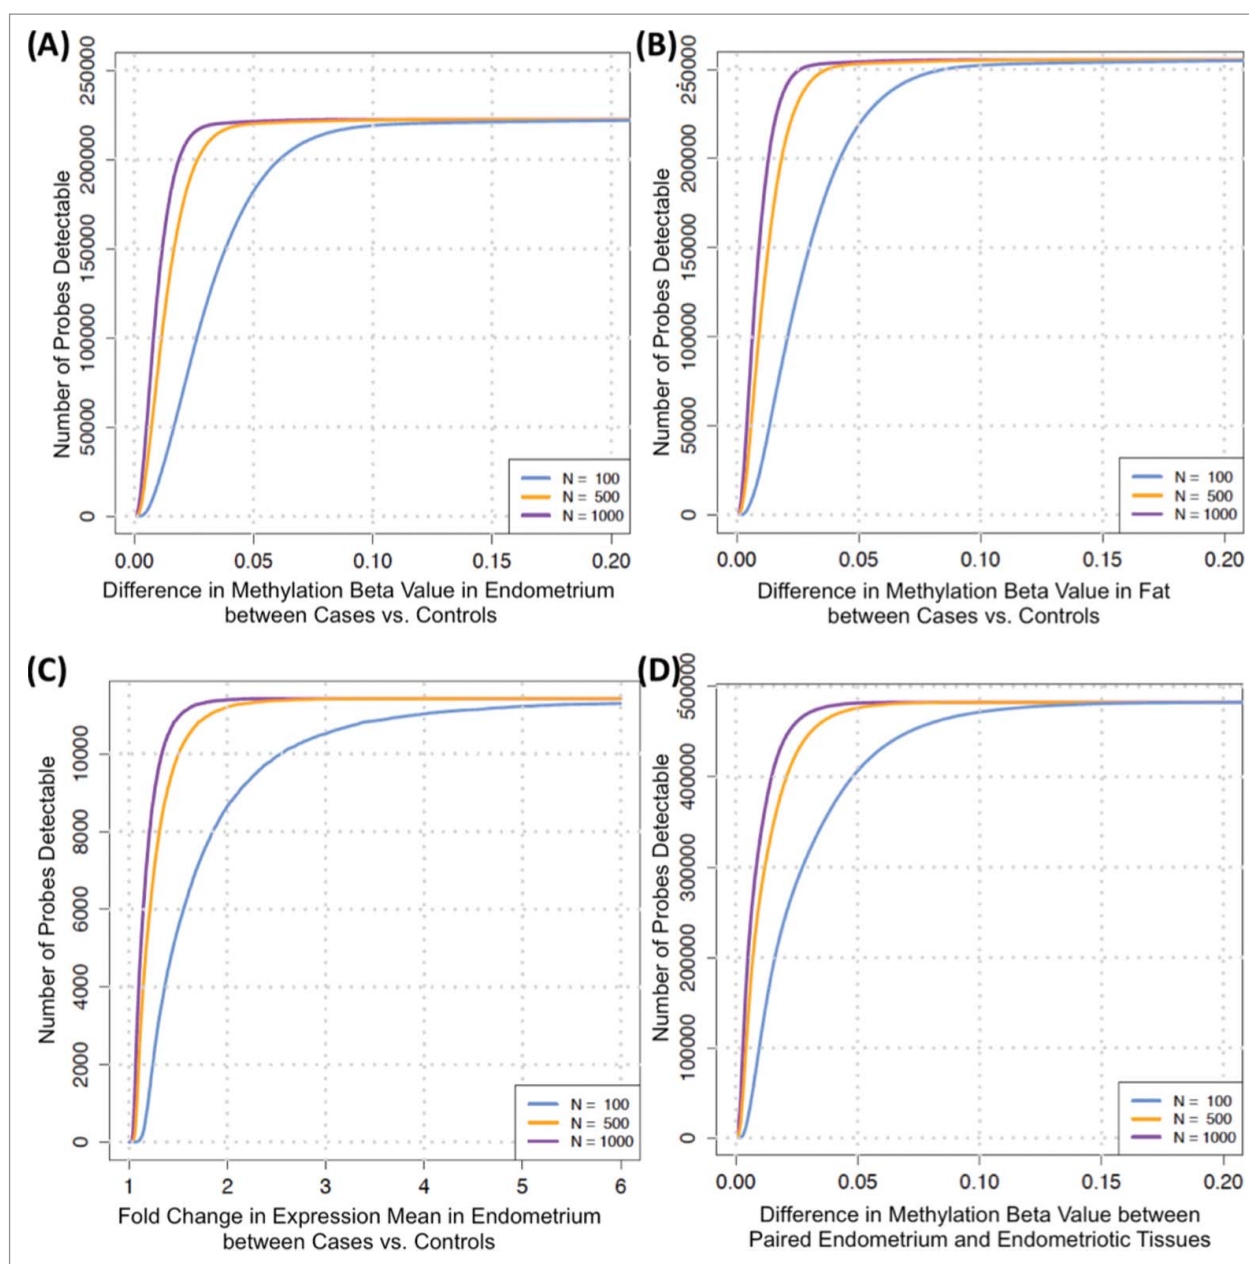 (A)
Number of Probes Detectable
250000
200000
150000
100000
50000
0
0.00 0.05 0.10 0.15 0.20
N = 100
N = 500
N = 1000
Difference in Methylation Beta Value in Endometrium
between Cases vs. Controls
(B)
Number of Probes Detectable
250000
200000
150000
100000
50000
0
0.00 0.05 0.10 0.15 0.20
N = 100
N = 500
N = 1000
Difference in Methylation Beta Value in Fat
between Cases vs. Controls
(C)
Number of Probes Detectable
10000
8000
6000
4000
2000
0
1 2 3 4 5 6
N = 100
N = 500
N = 1000
Fold Change in Expression Mean in Endometrium
between Cases vs. Controls
(D)
Number of Probes Detectable
500000
400000
300000
200000
100000
0
0.00 0.05 0.10 0.15 0.20
N = 100
N = 500
N = 1000
Difference in Methylation Beta Value between
Paired Endometrium and Endometriotic Tissues